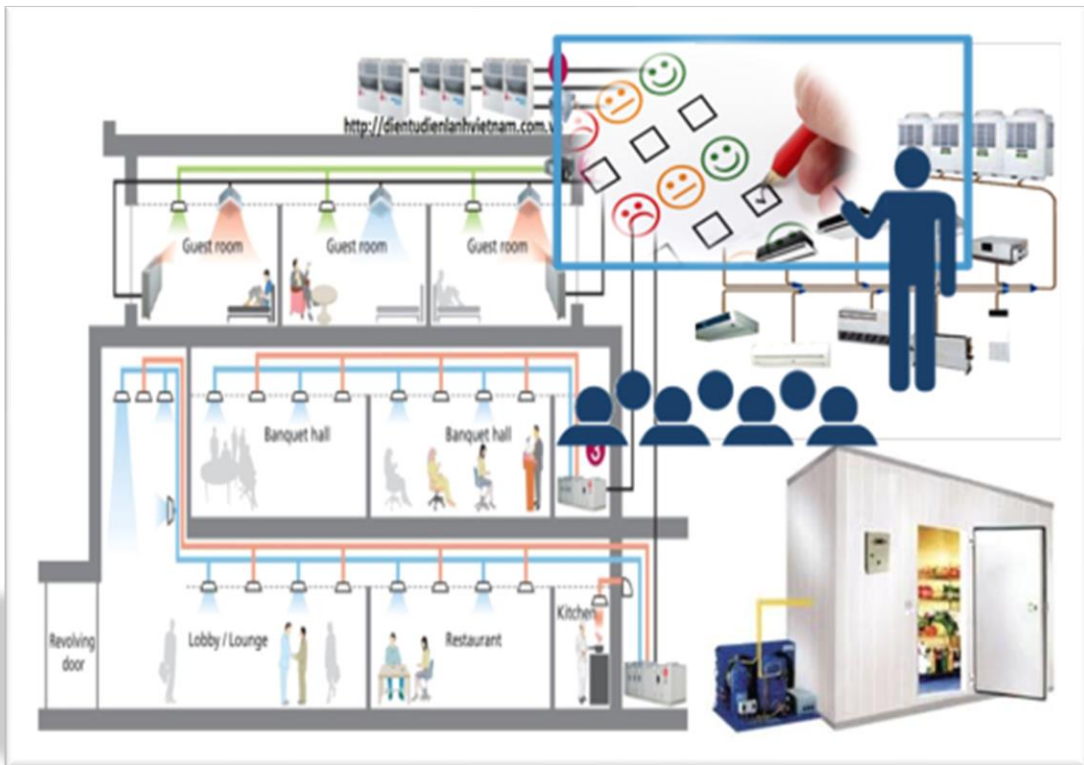 http://dientudienlanhvietnam.com.v
Guest room
Guest room
Guest room
Banquet hall
Banquet hall
3
Revolving
door
Lobby / Lounge
Restaurant
Kitchen